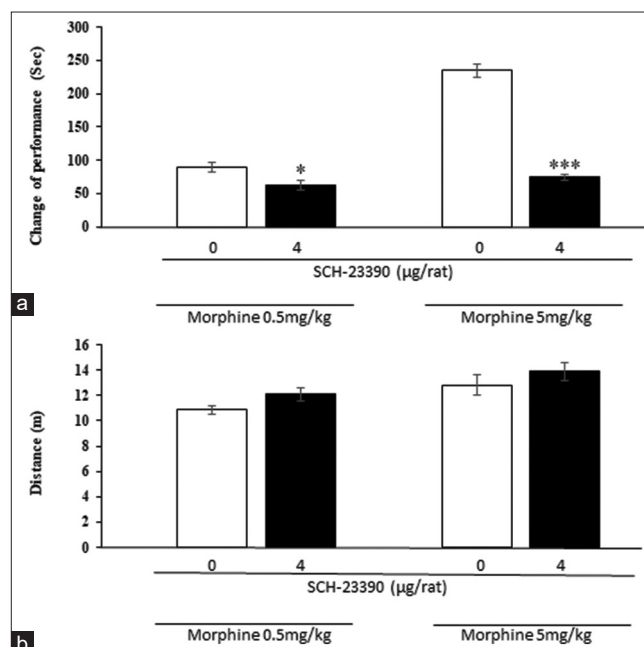 300
250
200
150
100
50
0
Change of performance (Sec)
*
***
0 4 0 4
SCH-23390 (µg/rat)
a
Morphine 0.5mg/kg Morphine 5mg/kg
16
14
12
10
8
6
4
2
0
Distance (m)
0 4 0 4
SCH-23390 (µg/rat)
Morphine 0.5mg/kg Morphine 5mg/kg
b